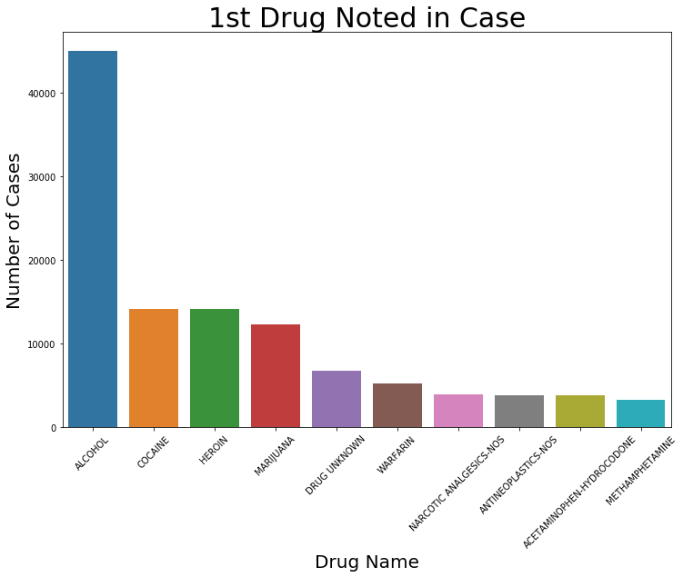 1st Drug Noted in Case
Number of Cases
40000
30000
20000
10000
0
ALCOHOL
COCAINE
HEROIN
MARIJUANA
DRUG UNKNOWN
WARFARIN
NARCOTIC ANALGESICS-NOS
ANTINEOPLASTICS-NOS
ACETAMINOPHEN-HYDROCODONE
METHAMPHETAMINE
Drug Name